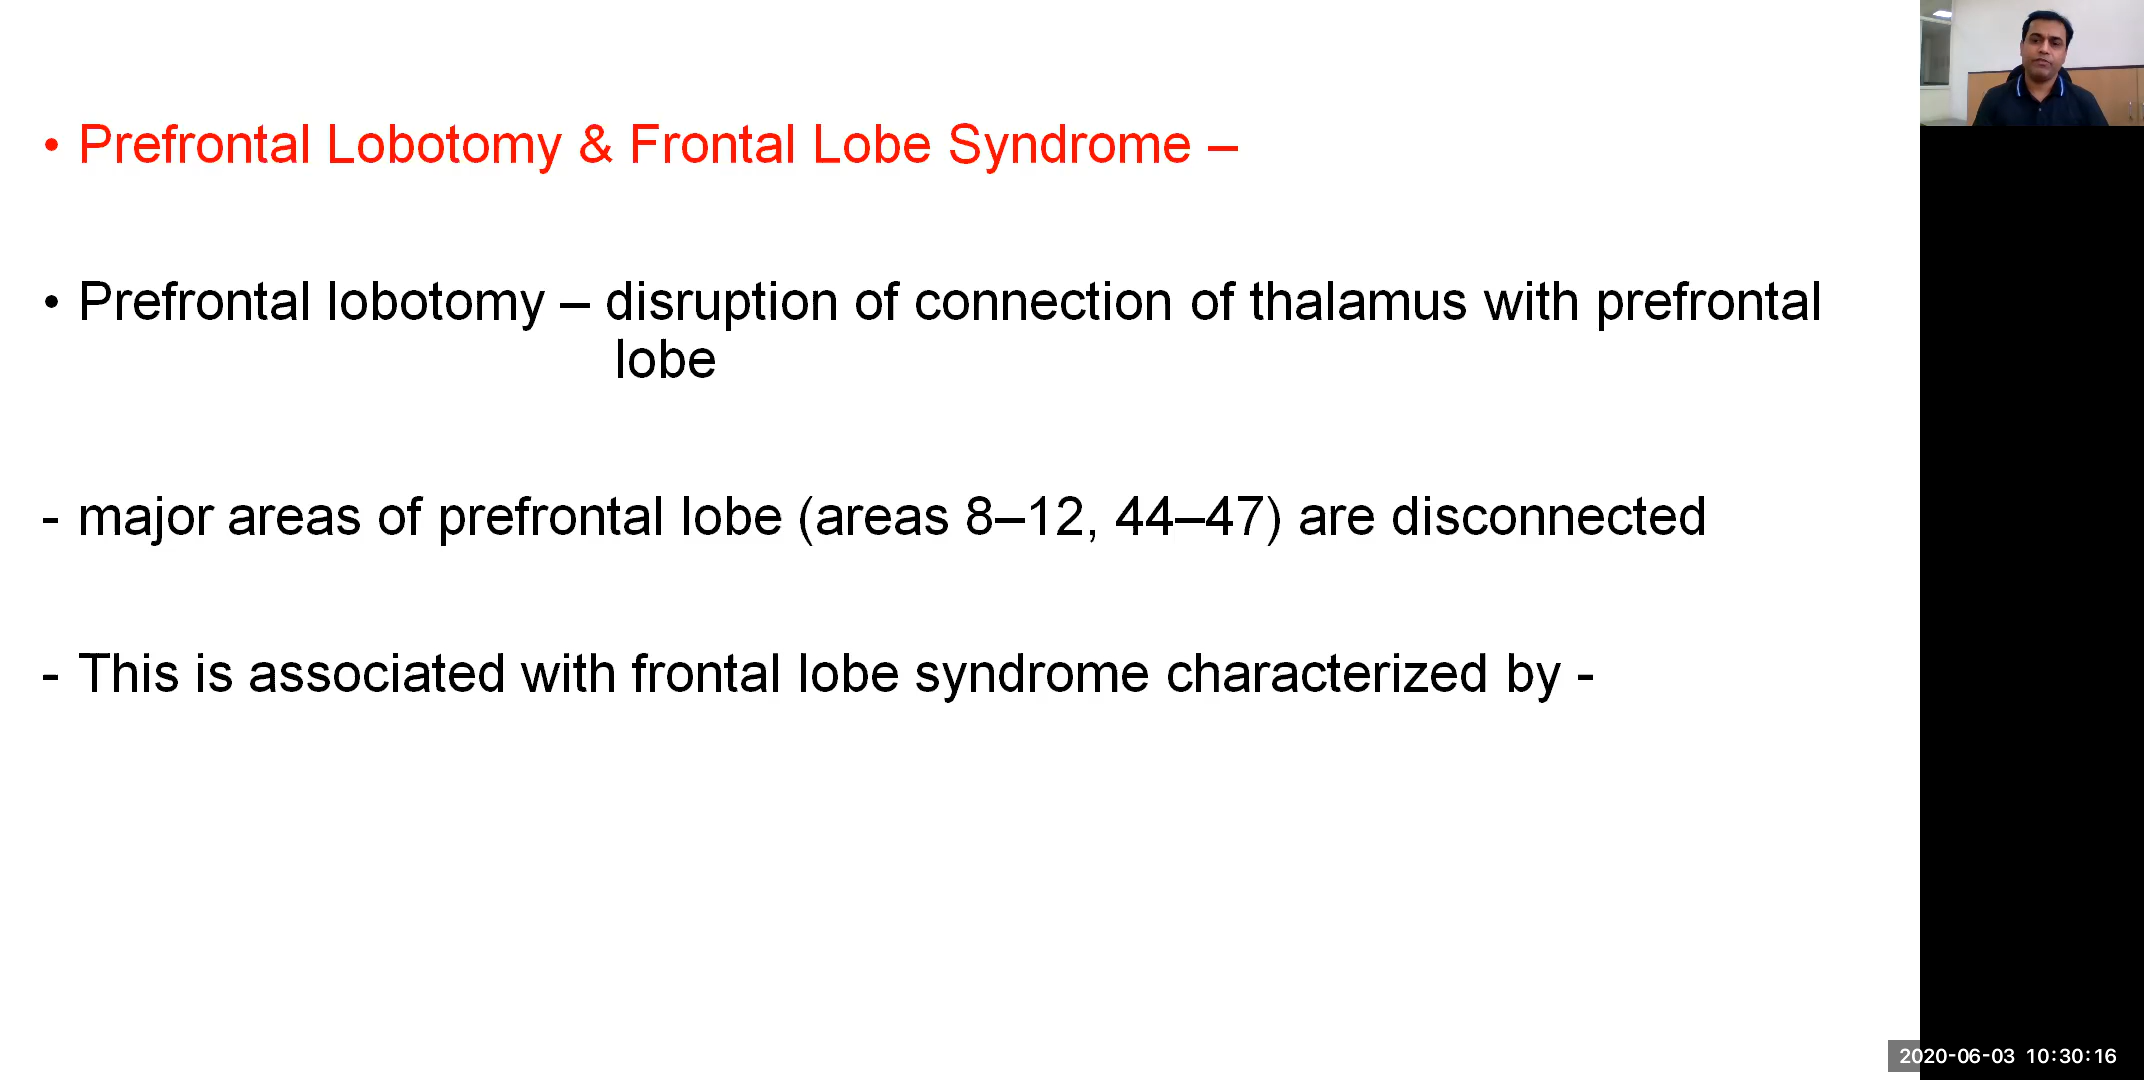 • Prefrontal Lobotomy & Frontal Lobe Syndrome –
• Prefrontal lobotomy – disruption of connection of thalamus with prefrontal
lobe
- major areas of prefrontal lobe (areas 8–12, 44–47) are disconnected
- This is associated with frontal lobe syndrome characterized by -
2020-06-03 10:30:16